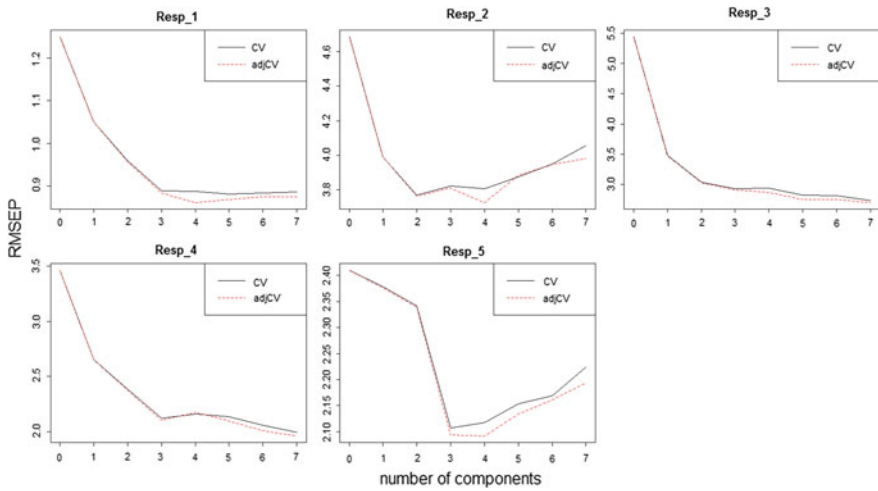 Resp_1
Resp_2
Resp_3
CV
adjCV
CV
adjCV
CV
adjCV
1.2
1.1
1.0
0.9
4.6
4.4
4.2
4.0
3.8
5.5
5.0
4.5
4.0
3.5
3.0
0 1 2 3 4 5 6 7
0 1 2 3 4 5 6 7
0 1 2 3 4 5 6 7
RMSEP
Resp_4
Resp_5
CV
adjCV
CV
adjCV
3.5
3.0
2.5
2.0
2.40
2.35
2.30
2.25
2.20
2.15
2.10
0 1 2 3 4 5 6 7
0 1 2 3 4 5 6 7
number of components